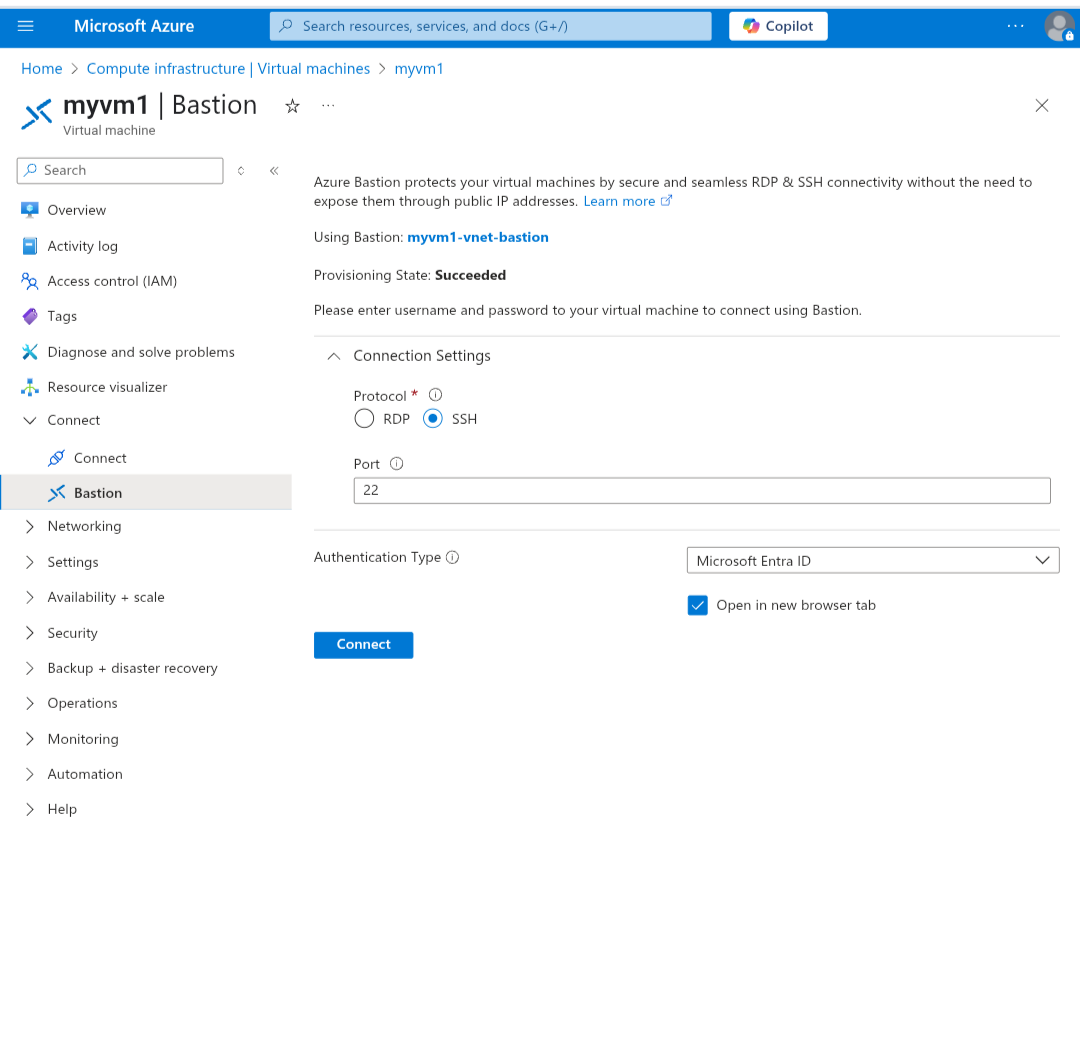 Microsoft Azure
Search resources, services, and docs (G+/)
Copilot
Home > Compute infrastructure | Virtual machines > myvm1
myvm1 | Bastion
Virtual machine
Search
Overview
Activity log
Access control (IAM)
Tags
Diagnose and solve problems
Resource visualizer
Connect
Connect
Bastion
Networking
Settings
Availability + scale
Security
Backup + disaster recovery
Operations
Monitoring
Automation
Help
Azure Bastion protects your virtual machines by secure and seamless RDP & SSH connectivity without the need to
expose them through public IP addresses. Learn more
Using Bastion: myvm1-vnet-bastion
Provisioning State: Succeeded
Please enter username and password to your virtual machine to connect using Bastion.
Connection Settings
Protocol *
RDP SSH
Port
22
Authentication Type
Microsoft Entra ID
Open in new browser tab
Connect